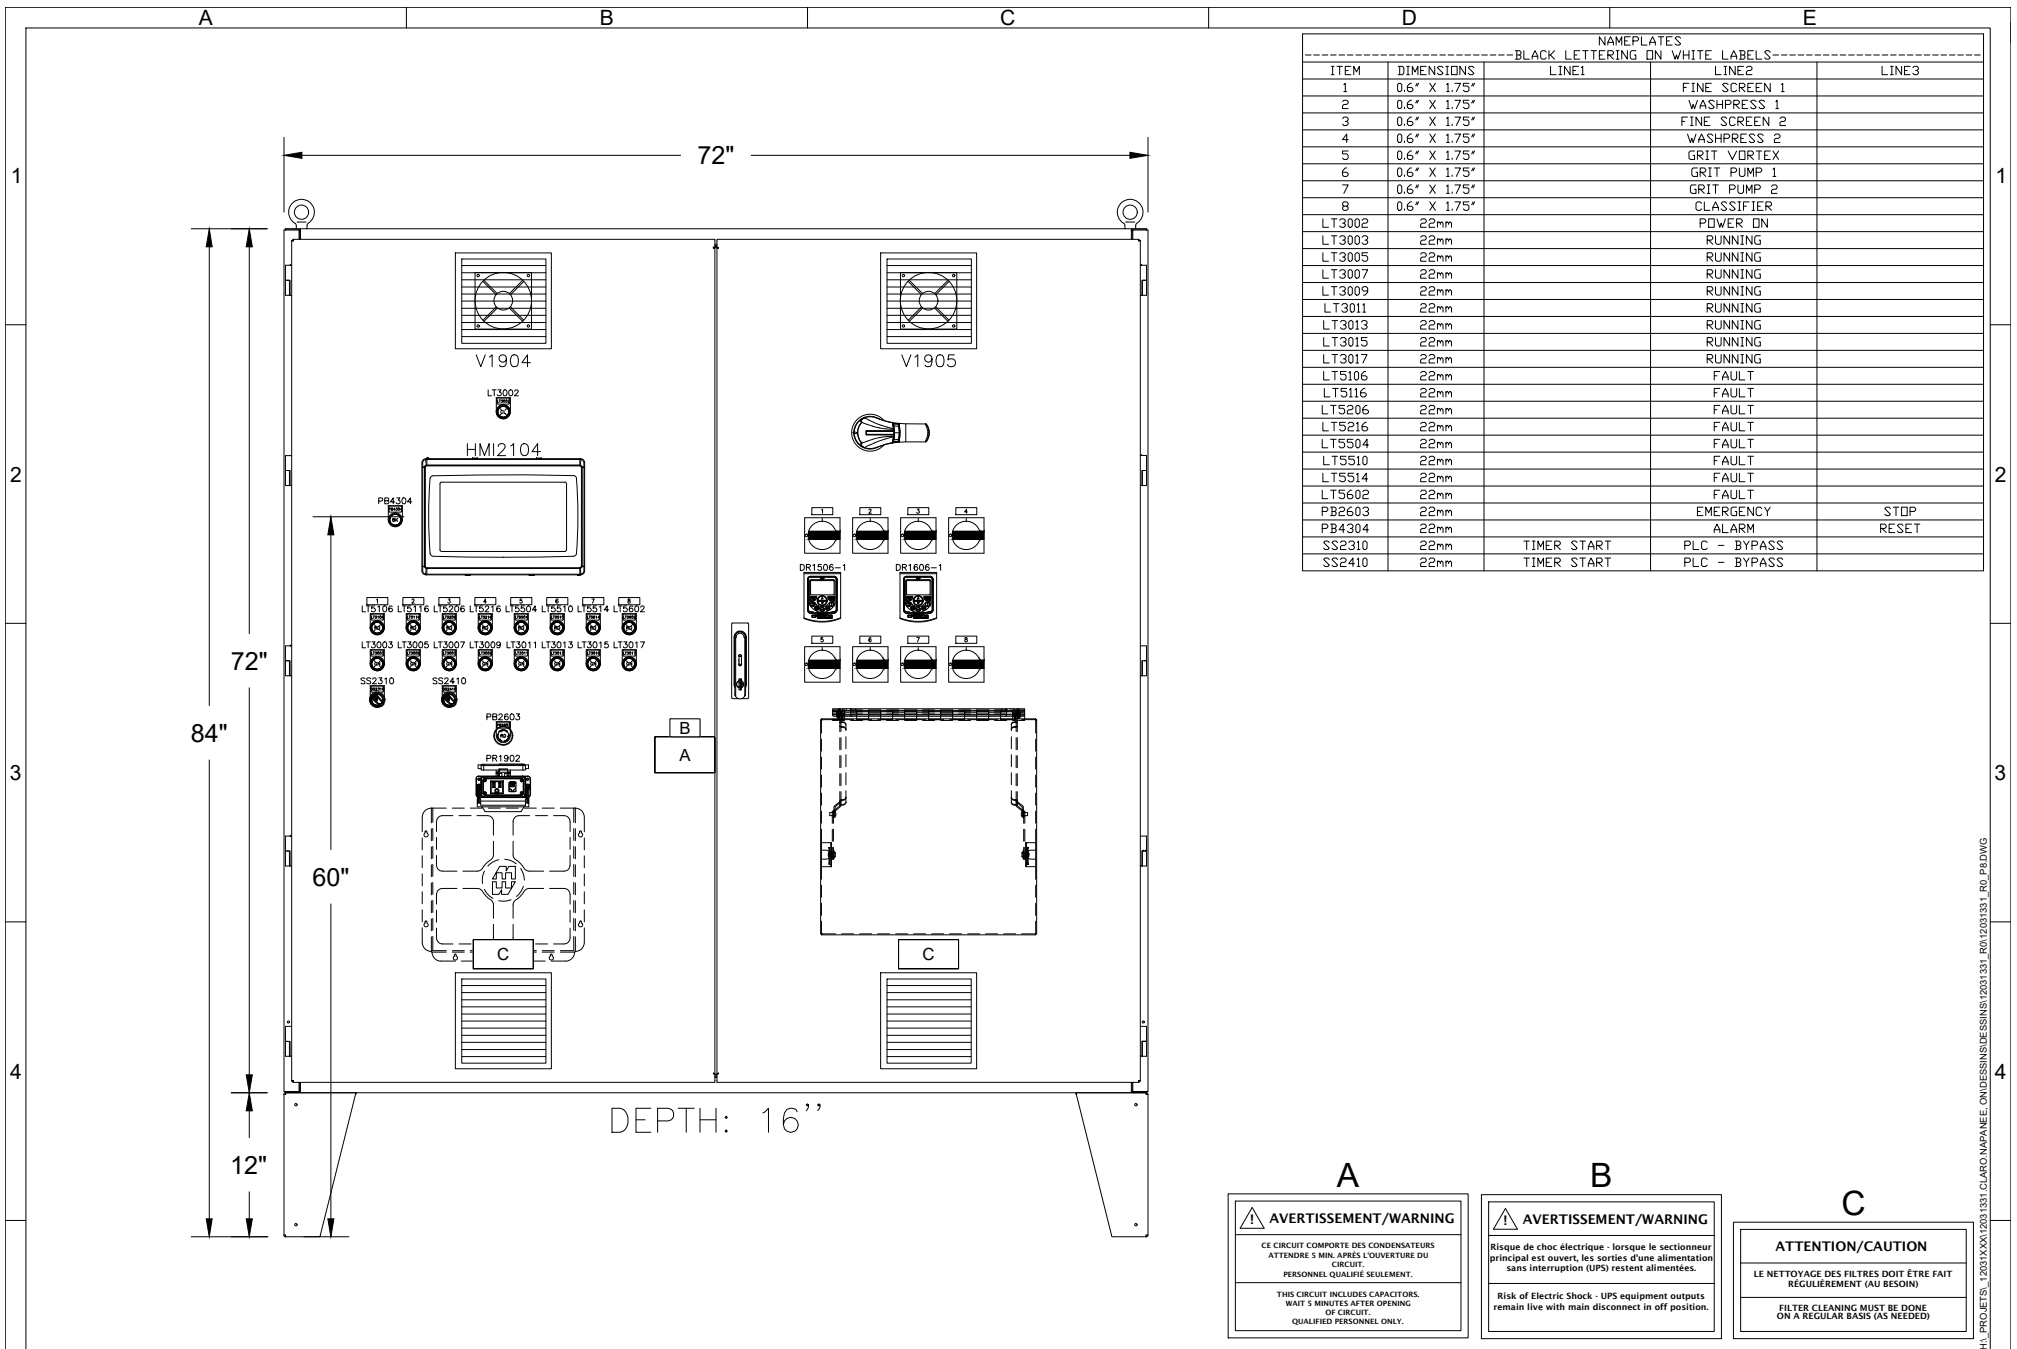 A B C D E
NAMEPLATES
BLACK LETTERING ON WHITE LABELS
ITEM DIMENSIONS LINE1 LINE2 LINE3
1 0.6" X 1.75" FINE SCREEN 1
2 0.6" X 1.75" WASHPRESS 1
3 0.6" X 1.75" FINE SCREEN 2
4 0.6" X 1.75" WASHPRESS 2
5 0.6" X 1.75" GRIT VORTEX
6 0.6" X 1.75" GRIT PUMP 1
7 0.6" X 1.75" GRIT PUMP 2
8 0.6" X 1.75" CLASSIFIER
LT3002 22mm POWER ON
LT3003 22mm RUNNING
LT3005 22mm RUNNING
LT3007 22mm RUNNING
LT3009 22mm RUNNING
LT3011 22mm RUNNING
LT3013 22mm RUNNING
LT3015 22mm RUNNING
LT3017 22mm RUNNING
LT5106 22mm FAULT
LT5116 22mm FAULT
LT5206 22mm FAULT
LT5216 22mm FAULT
LT5504 22mm FAULT
LT5510 22mm FAULT
LT5514 22mm FAULT
LT5602 22mm FAULT
PB2603 22mm EMERGENCY STOP
PB4304 22mm ALARM RESET
SS2310 22mm TIMER START PLC - BYPASS
SS2410 22mm TIMER START PLC - BYPASS
1 1
2 2
3 3
4 4
72"
V1904 V1905
LT3002
HMI2104
PB4304
1 2 3 4
DR1506-1 DR1606-1
1 2 3 4 5 6 7 8
LT5106 LT5116 LT5206 LT5216 LT5504 LT5510 LT5514 LT5602
LT3003 LT3005 LT3007 LT3009 LT3011 LT3013 LT3015 LT3017
5 6 7 8
SS2310 SS2410
72"
PB2603
B
A
84"
PR1902
60"
C C
DEPTH: 16''
12"
A
AVERTISSEMENT/WARNING
CE CIRCUIT COMPORTE DES CONDENSATEURS
ATTENDRE 5 MIN. APRÉS L'OUVERTURE DU
CIRCUIT.
PERSONNEL QUALIFIÉ SEULEMENT.
THIS CIRCUIT INCLUDES CAPACITORS.
WAIT 5 MINUTES AFTER OPENING
OF CIRCUIT.
QUALIFIED PERSONNEL ONLY.
B
AVERTISSEMENT/WARNING
Risque de choc électrique - lorsque le sectionneur
principal est ouvert, les sorties d'une alimentation
sans interruption (UPS) restent alimentées.
Risk of Electric Shock - UPS equipment outputs
remain live with main disconnect in off position.
C
ATTENTION/CAUTION
LE NETTOYAGE DES FILTRES DOIT ÊTRE FAIT
RÉGULIÈREMENT (AU BESOIN)
FILTER CLEANING MUST BE DONE
ON A REGULAR BASIS (AS NEEDED)
H:\_PROJETS\_12031XXX\12031331.CLARO.NAPANEE, ON\DESSINS\DESSINS\12031331_R0\12031331_R0_P8.DWG